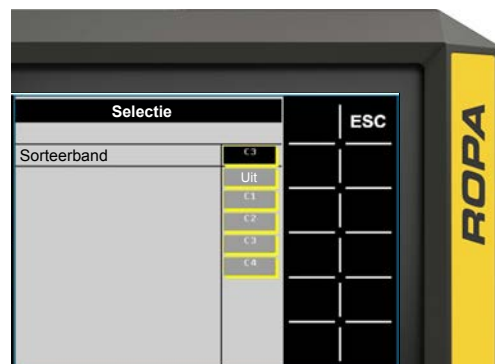 Selectie
ESC
Sorteerband
C3
Uit
C1
C2
C3
C4
ROPA